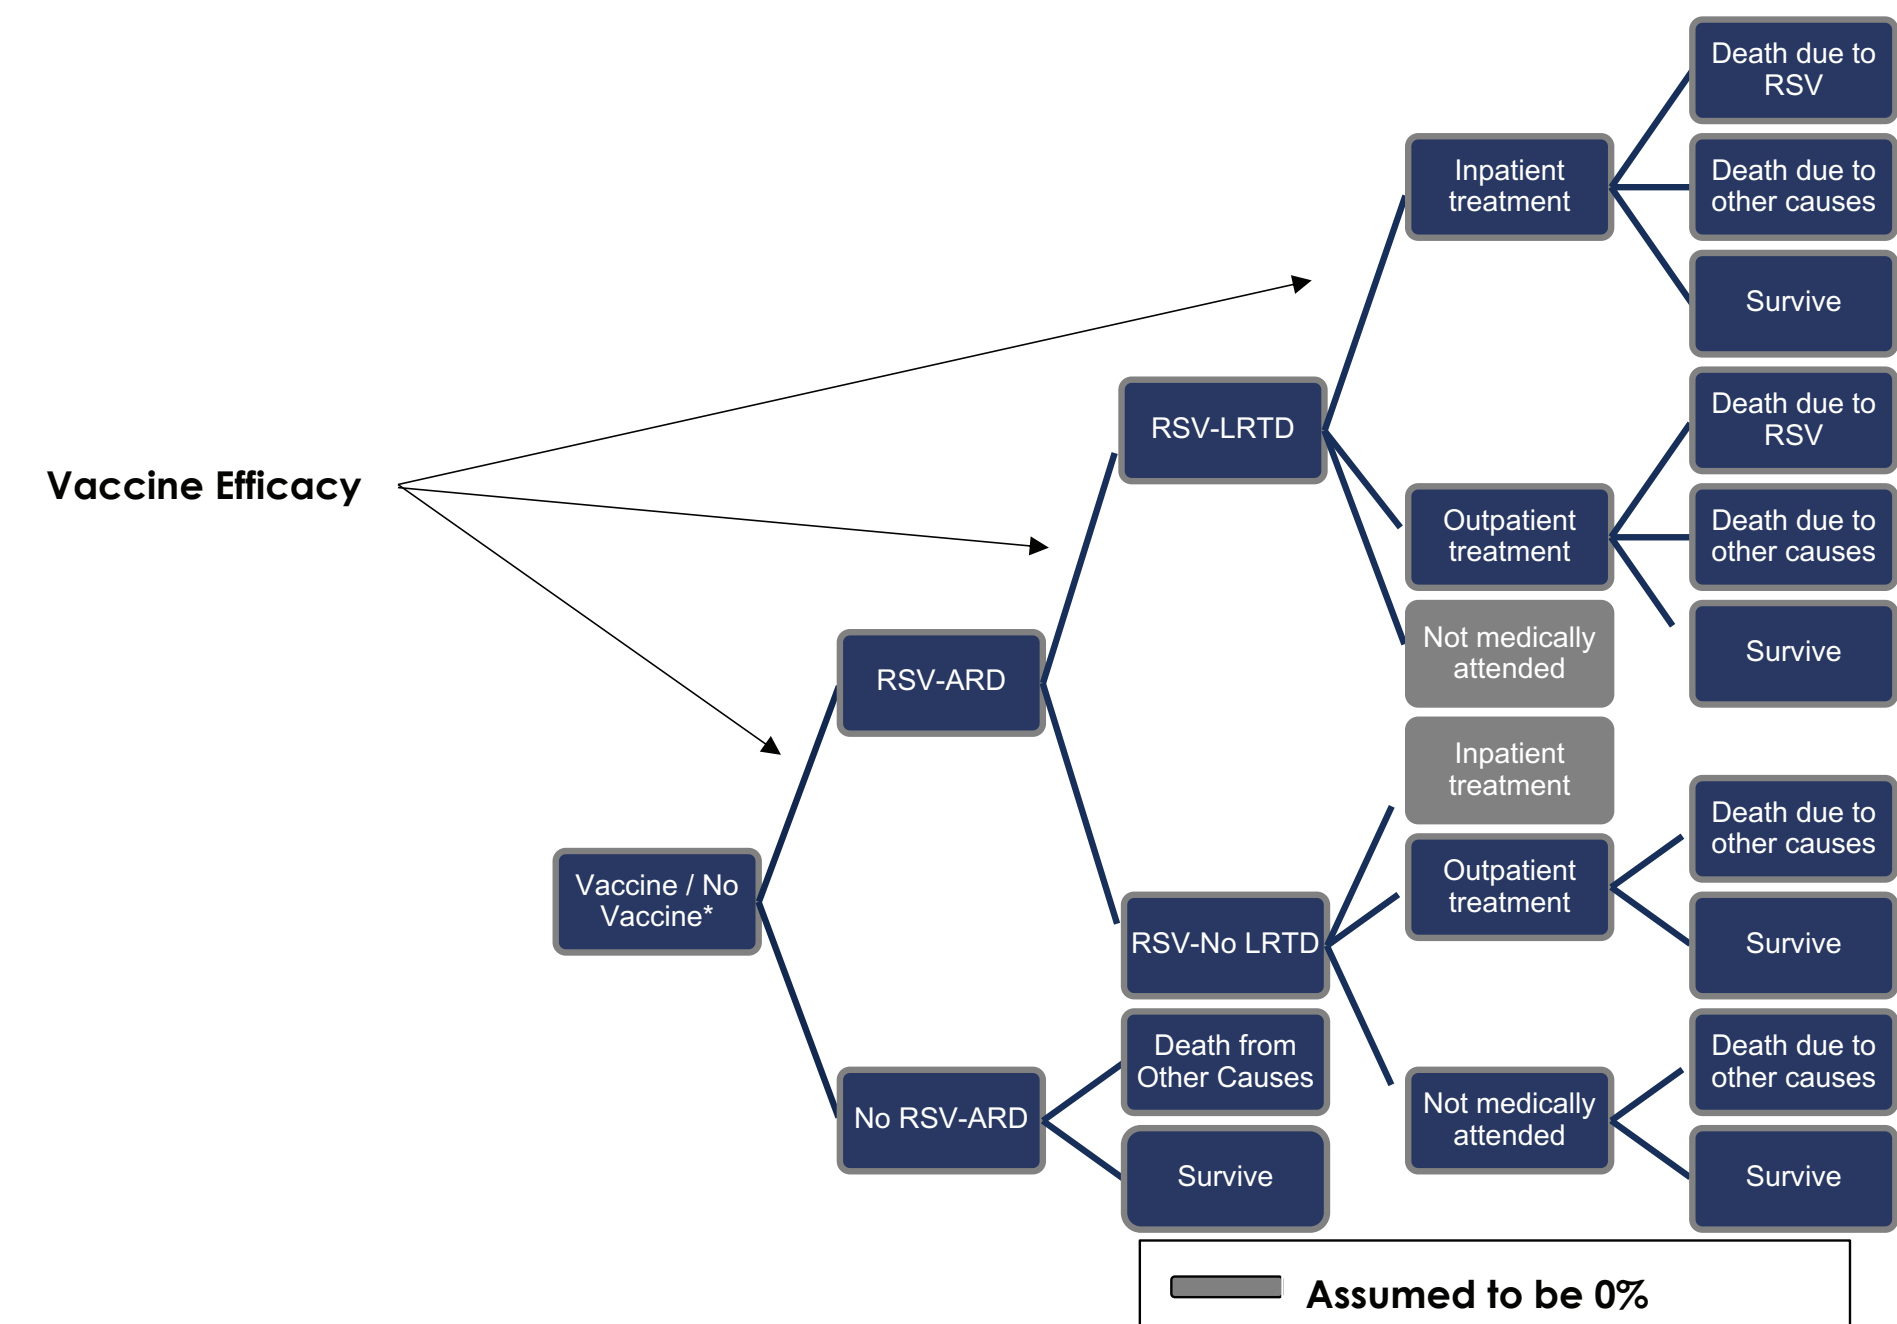 Death due to
RSV
Inpatient
treatment
Death due to
other causes
Survive
RSV-LRTD
Death due to
RSV
Vaccine Efficacy
Outpatient
treatment
Death due to
other causes
Not medically
attended
Survive
RSV-ARD
Inpatient
treatment
Death due to
other causes
Vaccine / No
Vaccine*
Outpatient
treatment
RSV-No LRTD
Survive
Death from
Other Causes
Death due to
other causes
No RSV-ARD
Not medically
attended
Survive
Survive
Assumed to be 0%